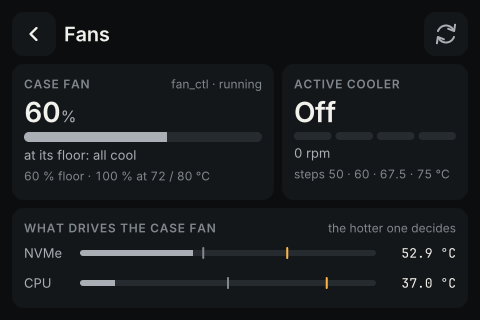 Fans
CASE FAN
fan_ctl · running
60%
at its floor: all cool
60 % floor · 100 % at 72 / 80 °C
ACTIVE COOLER
Off
0 rpm
steps 50 · 60 · 67.5 · 75 °C
WHAT DRIVES THE CASE FAN
the hotter one decides
NVMe 52.9 °C
CPU 37.0 °C